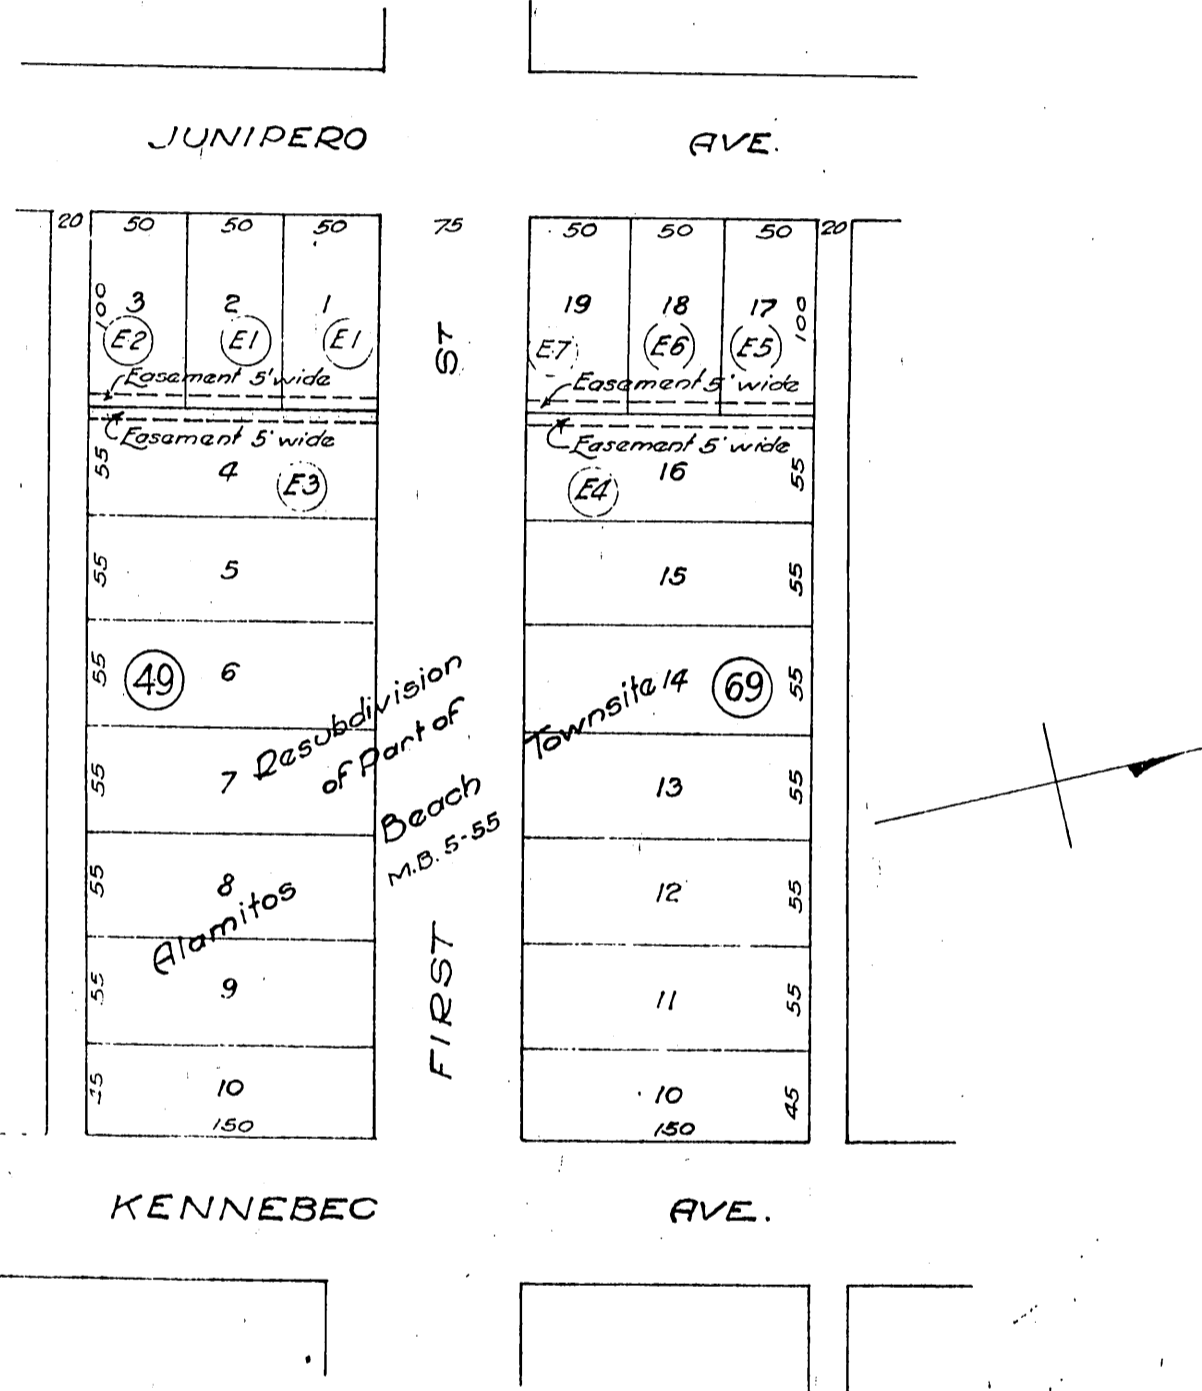 JUNIPERO AVE.
20 50 50 50 75 50 50 50 20
100 3 2 1 ST 19 18 17 100
E2 E1 E1 E7 E6 E5
Easement 5' wide Easement 5' wide
Easement 5' wide Easement 5' wide
55 4 E3 E4 16 55
55 5 15 55
55 49 6 14 69 55
Resubdivision
of Part of
Alamitos Beach Townsite
M.B. 5-55
55 7 13 55
55 8 12 55
55 9 FIRST 11 55
10 10 45
150 150
KENNEBEC AVE.